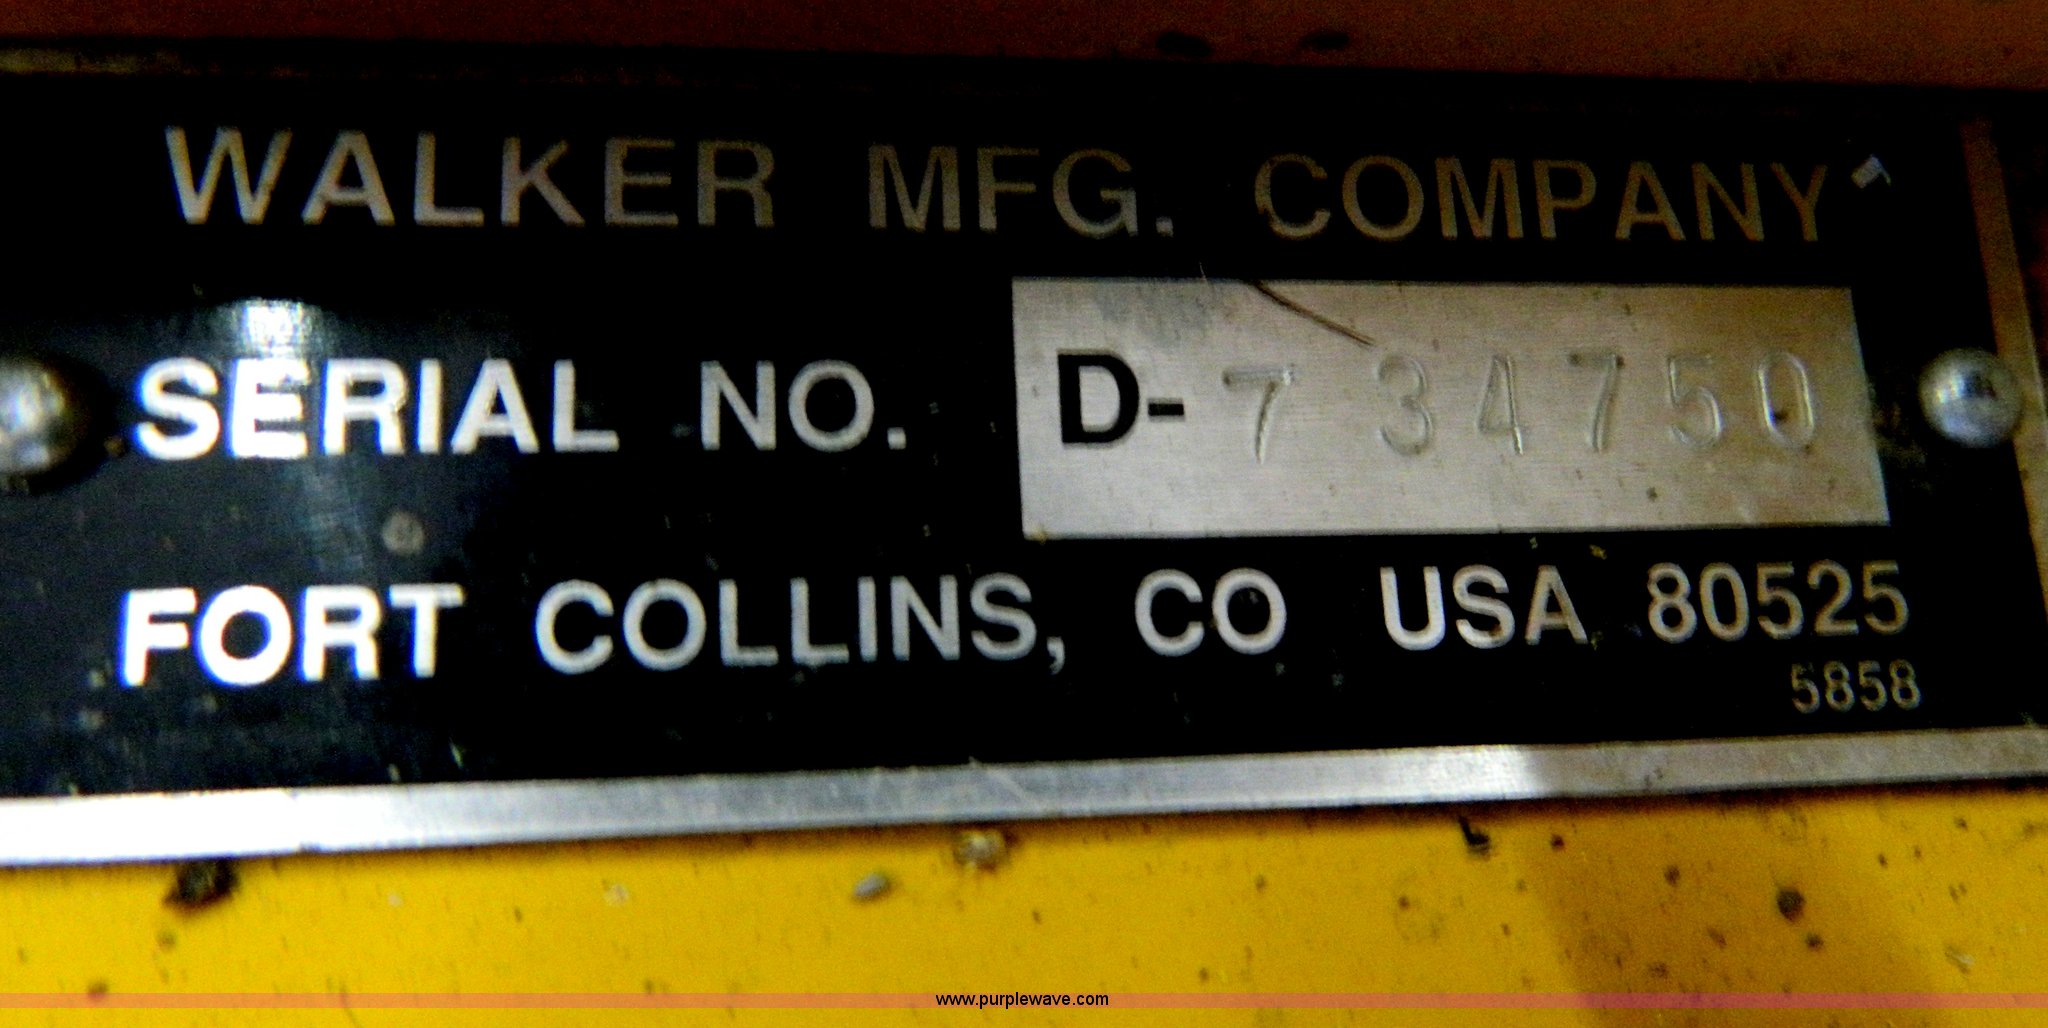 WALKER MFG. COMPANY
SERIAL NO. D-734750
FORT COLLINS, CO USA 80525
5858
www.purplewave.com